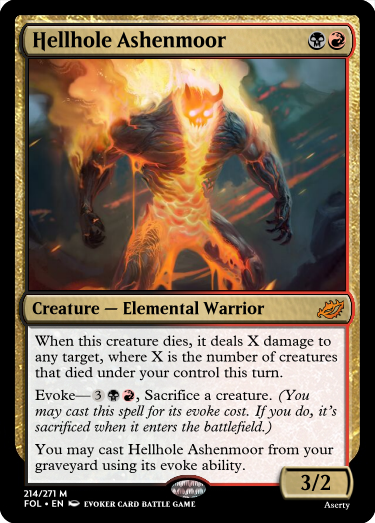 Hellhole Ashenmoor
Creature — Elemental Warrior
When this creature dies, it deals X damage to
any target, where X is the number of creatures
that died under your control this turn.
Evoke—3, Sacrifice a creature. (You
may cast this spell for its evoke cost. If you do, it's
sacrificed when it enters the battlefield.)
You may cast Hellhole Ashenmoor from your
graveyard using its evoke ability.
3/2
214/271 M
FOL • EN EVOKER CARD BATTLE GAME
Aserty